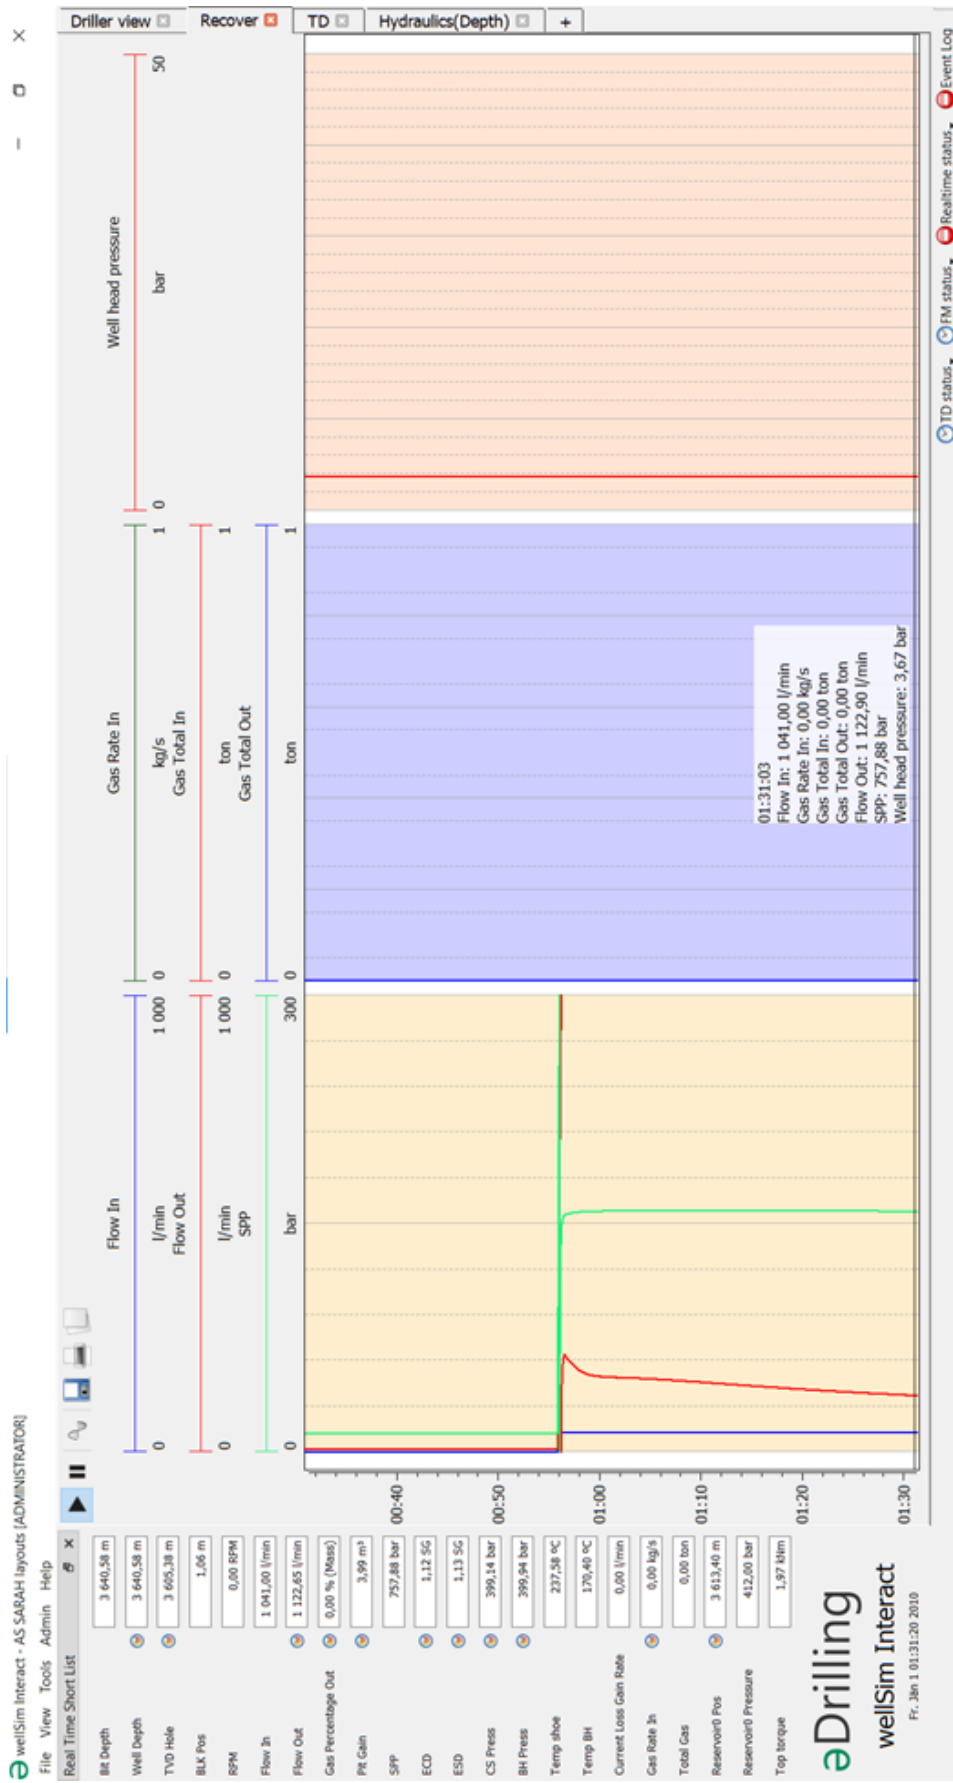 wellSim Interact - AS SARAH layouts [ADMINISTRATOR]
File View Tools Admin Help
Real Time Short List
Bit Depth 3 640,58 m
Well Depth 3 640,58 m
TVD Hole 3 605,38 m
BLK Pos 1,06 m
RPM 0,00 RPM
Flow In 1 041,00 l/min
Flow Out 1 122,65 l/min
Gas Percentage Out 0,00 % (Mass)
Pit Gain 3,99 m³
SPP 757,88 bar
ECD 1,12 SG
ESD 1,13 SG
CS Press 399,14 bar
BH Press 399,94 bar
Temp shoe 237,58 ºC
Temp BH 170,40 ºC
Current Loss Gain Rate 0,00 l/min
Gas Rate In 0,00 kg/s
Total Gas 0,00 ton
Reservoir0 Pos 3 613,40 m
Reservoir0 Pressure 412,00 bar
Top torque 1,97 kNm
eDrilling
wellSim Interact
Fr. Jän 1 01:31:20 2010
Driller view
Recover
TD
Hydraulics(Depth)
+
Flow In
0 l/min 1 000
Flow Out
0 l/min 1 000
SPP
0 bar 300
Gas Rate In
0 kg/s 1
Gas Total In
0 ton 1
Gas Total Out
0 ton 1
Well head pressure
0 bar 50
00:40
00:50
01:00
01:10
01:20
01:30
01:31:03
Flow In: 1 041,00 l/min
Gas Rate In: 0,00 kg/s
Gas Total In: 0,00 ton
Gas Total Out: 0,00 ton
Flow Out: 1 122,90 l/min
SPP: 757,88 bar
Well head pressure: 3,67 bar
TD status
FM status
Realtime status
Event Log